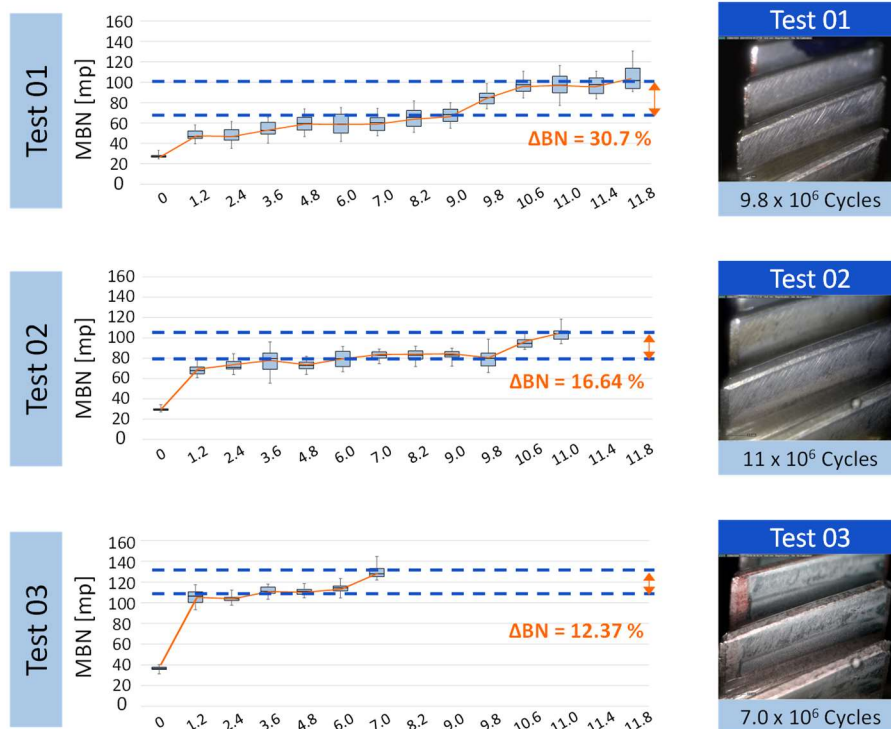 Test 01
MBN [mp]
160
140
120
100
80
60
40
20
0
0 1.2 2.4 3.6 4.8 6.0 7.0 8.2 9.0 9.8 10.6 11.0 11.4 11.8
ΔBN = 30.7 %
Test 01
9.8 x 10⁶ Cycles
Test 02
MBN [mp]
160
140
120
100
80
60
40
20
0
0 1.2 2.4 3.6 4.8 6.0 7.0 8.2 9.0 9.8 10.6 11.0 11.4 11.8
ΔBN = 16.64 %
Test 02
11 x 10⁶ Cycles
Test 03
MBN [mp]
160
140
120
100
80
60
40
20
0 1.2 2.4 3.6 4.8 6.0 7.0 8.2 9.0 9.8 10.6 11.0 11.4 11.8
ΔBN = 12.37 %
Test 03
7.0 x 10⁶ Cycles